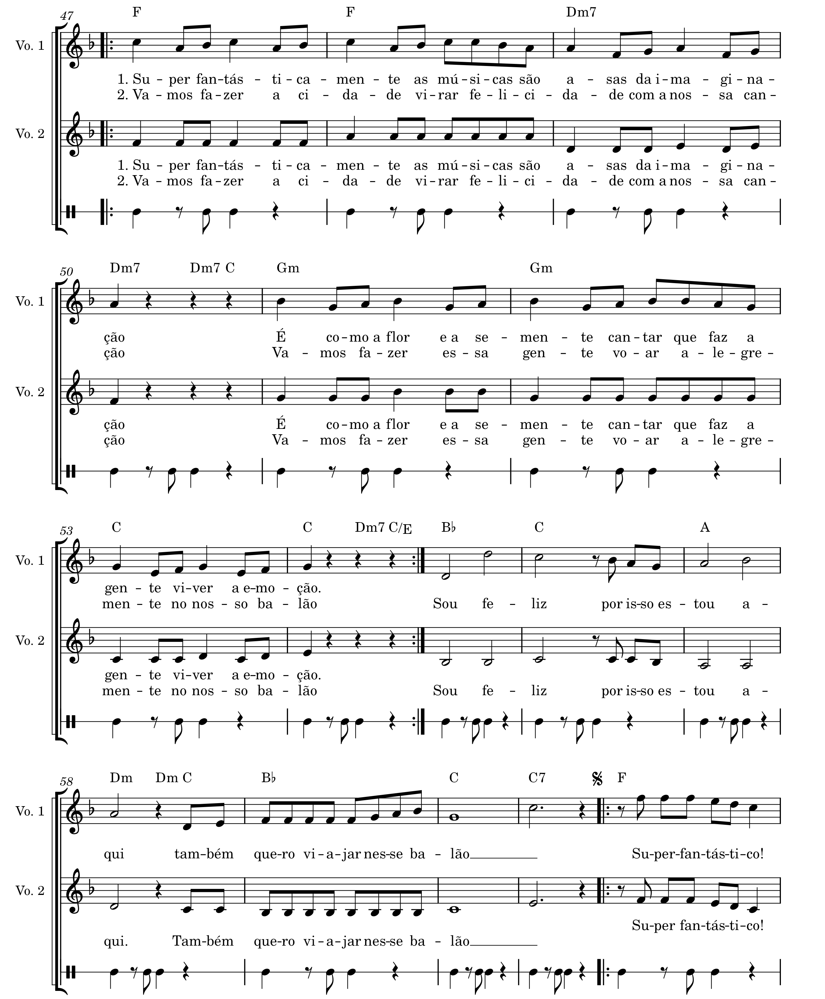 47 F F Dm7
Vo. 1
1. Su – per fan – tás – ti – ca – men – te as mú – si – cas são a – sas da i – ma – gi – na –
2. Va – mos fa – zer a ci – da – de vi – rar fe – li – ci – da – de com a nos – sa can –
Vo. 2
1. Su – per fan – tás – ti – ca – men – te as mú – si – cas são a – sas da i – ma – gi – na –
2. Va – mos fa – zer a ci – da – de vi – rar fe – li – ci – da – de com a nos – sa can –
50 Dm7 Dm7 C Gm Gm
Vo. 1
ção É co – mo a flor e a se – men – te can – tar que faz a
ção Va – mos fa – zer es – sa gen – te vo – ar a – le – gre –
Vo. 2
ção É co – mo a flor e a se – men – te can – tar que faz a
ção Va – mos fa – zer es – sa gen – te vo – ar a – le – gre –
53 C C Dm7 C/E B♭ C A
Vo. 1
gen – te vi – ver a e – mo – ção.
men – te no nos – so ba – lão Sou fe – liz por is – so es – tou a –
Vo. 2
gen – te vi – ver a e – mo – ção.
men – te no nos – so ba – lão Sou fe – liz por is – so es – tou a –
58 Dm Dm C B♭ C C7 F
Vo. 1
qui tam – bém que – ro vi – a – jar nes – se ba – lão Su – per – fan – tás – ti – co!
Vo. 2
Su – per fan – tás – ti – co!
qui. Tam – bém que – ro vi – a – jar nes – se ba – lão